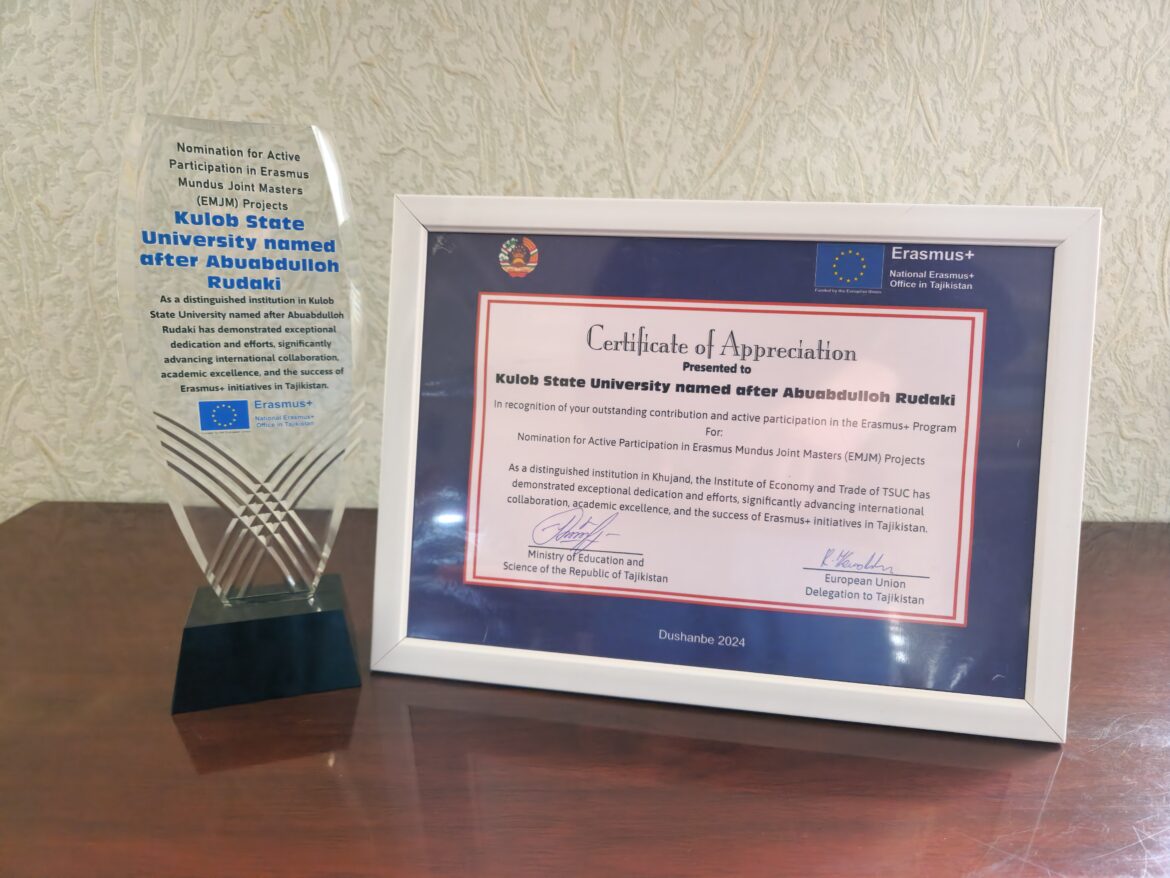 Nomination for Active
Participation in Erasmus
Mundus Joint Masters
(EMJM) Projects
Kulob State
University named
after Abuabdulloh
Rudaki
As a distinguished institution in Kulob
State University named after Abuabdulloh
Rudaki has demonstrated exceptional
dedication and efforts, significantly
advancing international collaboration,
academic excellence, and the success of
Erasmus+ initiatives in Tajikistan.
Erasmus+
National Erasmus+
Office in Tajikistan
Erasmus+
National Erasmus+
Office in Tajikistan
Funded by the European Union
Certificate of Appreciation
Presented to
Kulob State University named after Abuabdulloh Rudaki
In recognition of your outstanding contribution and active participation in the Erasmus+ Program
For:
Nomination for Active Participation in Erasmus Mundus Joint Masters (EMJM) Projects
As a distinguished institution in Khujand, the Institute of Economy and Trade of TSUC has
demonstrated exceptional dedication and efforts, significantly advancing international
collaboration, academic excellence, and the success of Erasmus+ initiatives in Tajikistan.
Ministry of Education and
Science of the Republic of Tajikistan
European Union
Delegation to Tajikistan
Dushanbe 2024